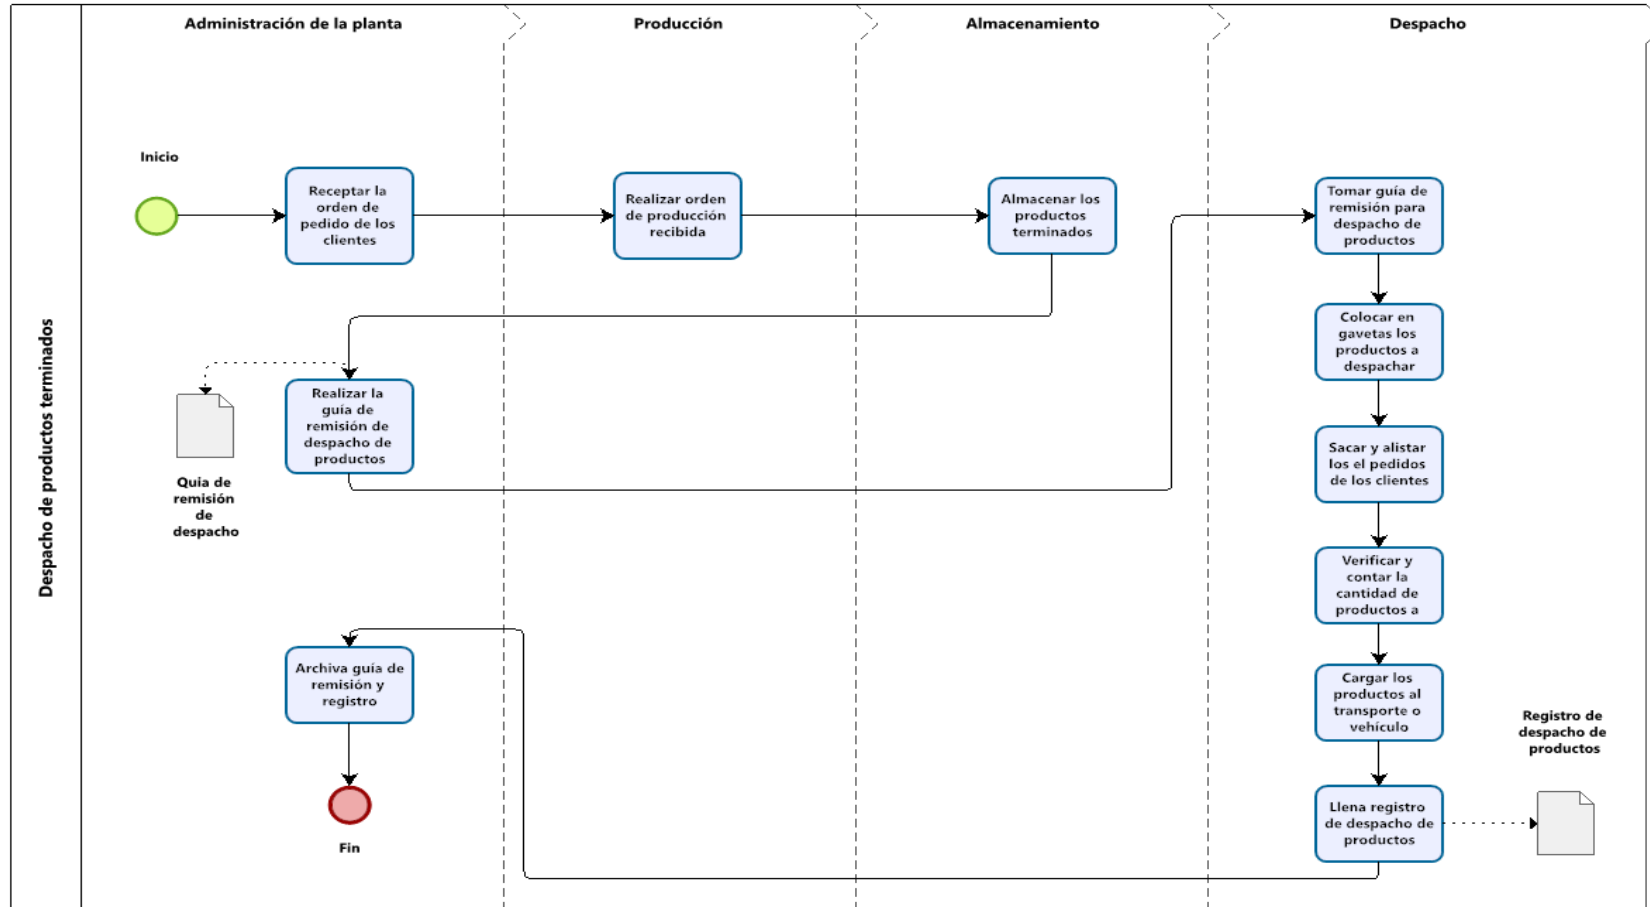 Administración de la planta
Producción
Almacenamiento
Despacho
Despacho de productos terminados
Inicio
Receptar la
orden de
pedido de los
clientes
Realizar orden
de producción
recibida
Almacenar los
productos
terminados
Tomar guía de
remisión para
despacho de
productos
Colocar en
gavetas los
productos a
despachar
Realizar la
guía de
remisión de
despacho de
productos
Quia de
remisión
de
despacho
Sacar y alistar
los el pedidos
de los clientes
Verificar y
contar la
cantidad de
productos a
Cargar los
productos al
transporte o
vehículo
Registro de
despacho de
productos
Llena registro
de despacho de
productos
Archiva guía de
remisión y
registro
Fin